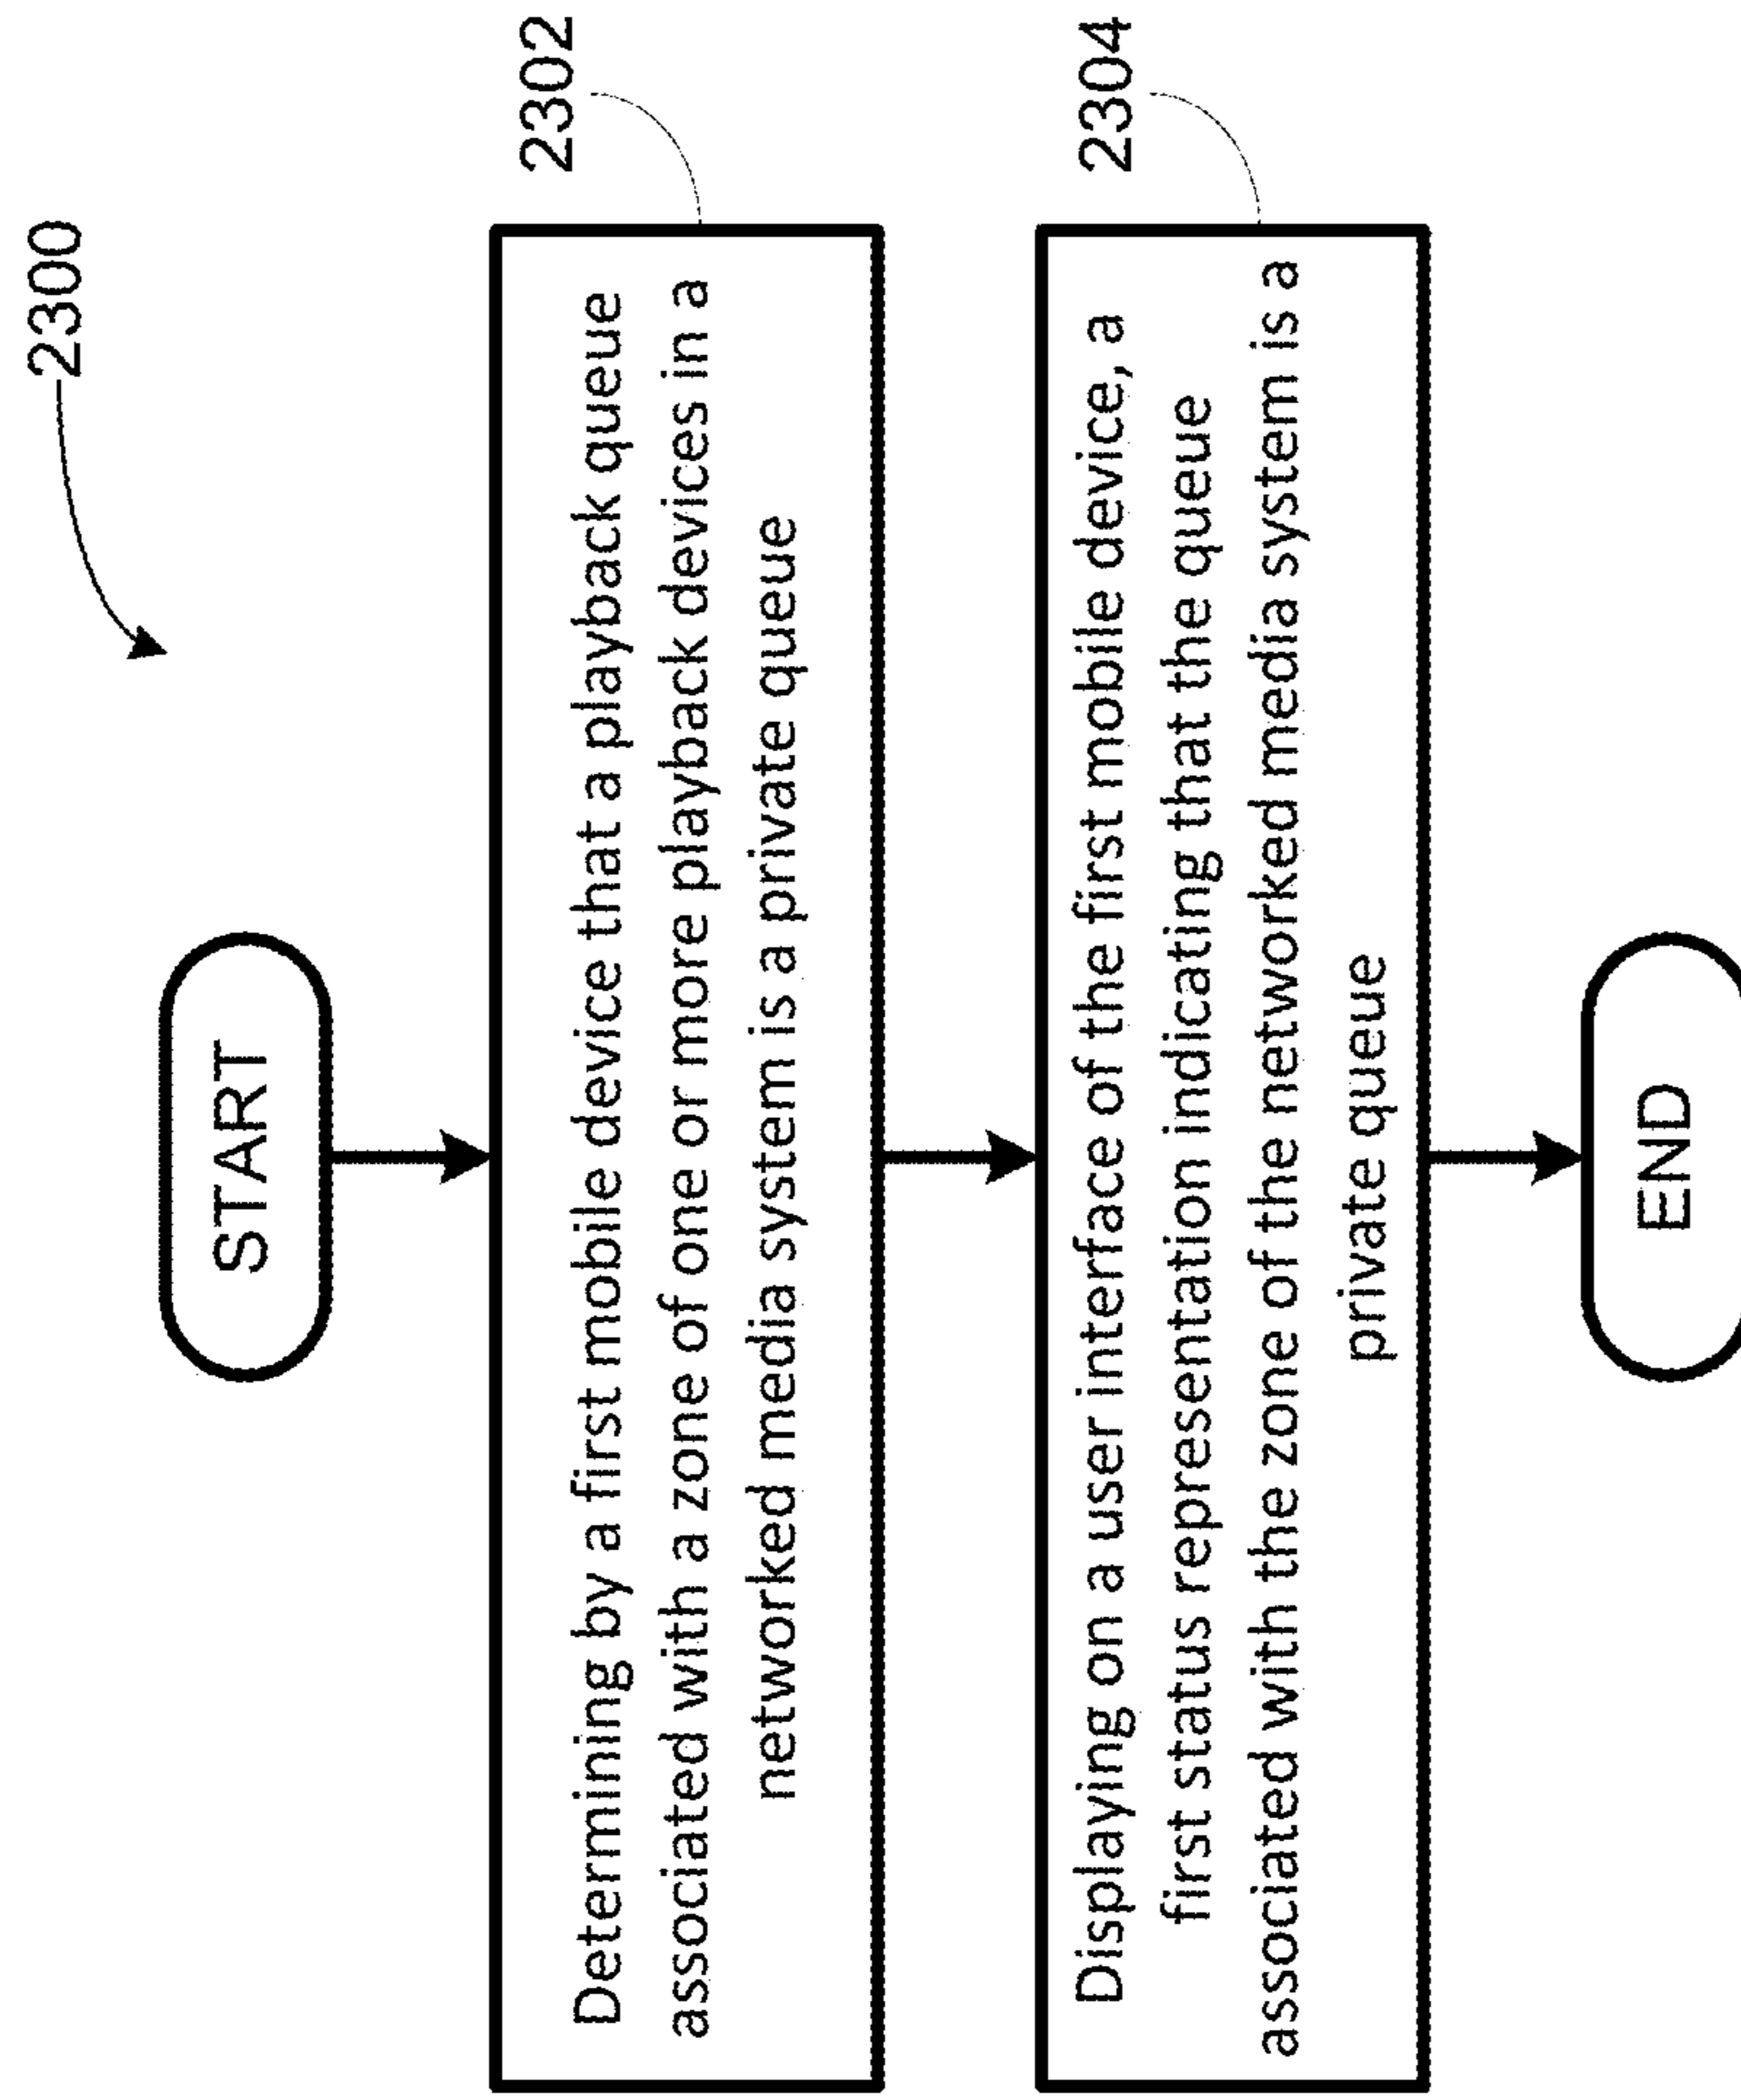 2300
START
Determining by a first mobile device that a playback queue
associated with a zone of one or more playback devices in a
networked media system is a private queue
2302
Displaying on a user interface of the first mobile device, a
first status representation indicating that the queue
associated with the zone of the networked media system is a
private queue
2304
END